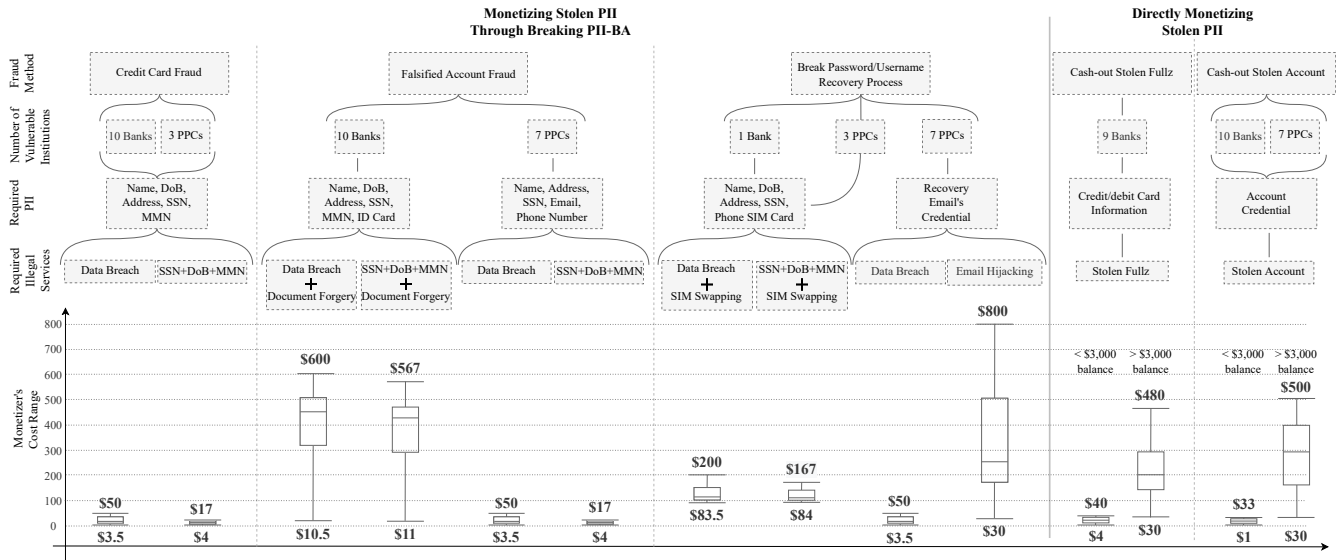 Monetizing Stolen PII
Through Breaking PII-BA
Directly Monetizing
Stolen PII
Fraud
Method
Credit Card Fraud
Falsified Account Fraud
Break Password/Username
Recovery Process
Cash-out Stolen Fullz
Cash-out Stolen Account
Number of
Vulnerable
Institutions
10 Banks
3 PPCs
10 Banks
7 PPCs
1 Bank
3 PPCs
7 PPCs
9 Banks
10 Banks
7 PPCs
Required
PII
Name, DoB,
Address, SSN,
MMN
Name, DoB,
Address, SSN,
MMN, ID Card
Name, Address,
SSN, Email,
Phone Number
Name, DoB,
Address, SSN,
Phone SIM Card
Recovery
Email's
Credential
Credit/debit Card
Information
Account
Credential
Required
Illegal
Services
Data Breach
SSN+DoB+MMN
Data Breach
+
Document Forgery
SSN+DoB+MMN
+
Document Forgery
Data Breach
SSN+DoB+MMN
Data Breach
+
SIM Swapping
SSN+DoB+MMN
+
SIM Swapping
Data Breach
Email Hijacking
Stolen Fullz
Stolen Account
Monetizer's
Cost Range
800
700
600
500
400
300
200
100
0
$50
$3.5
$17
$4
$600
$10.5
$567
$11
$50
$3.5
$17
$4
$200
$83.5
$167
$84
$50
$3.5
$800
$30
< $3,000
balance
$40
$4
> $3,000
balance
$480
$30
< $3,000
balance
$33
$1
> $3,000
balance
$500
$30